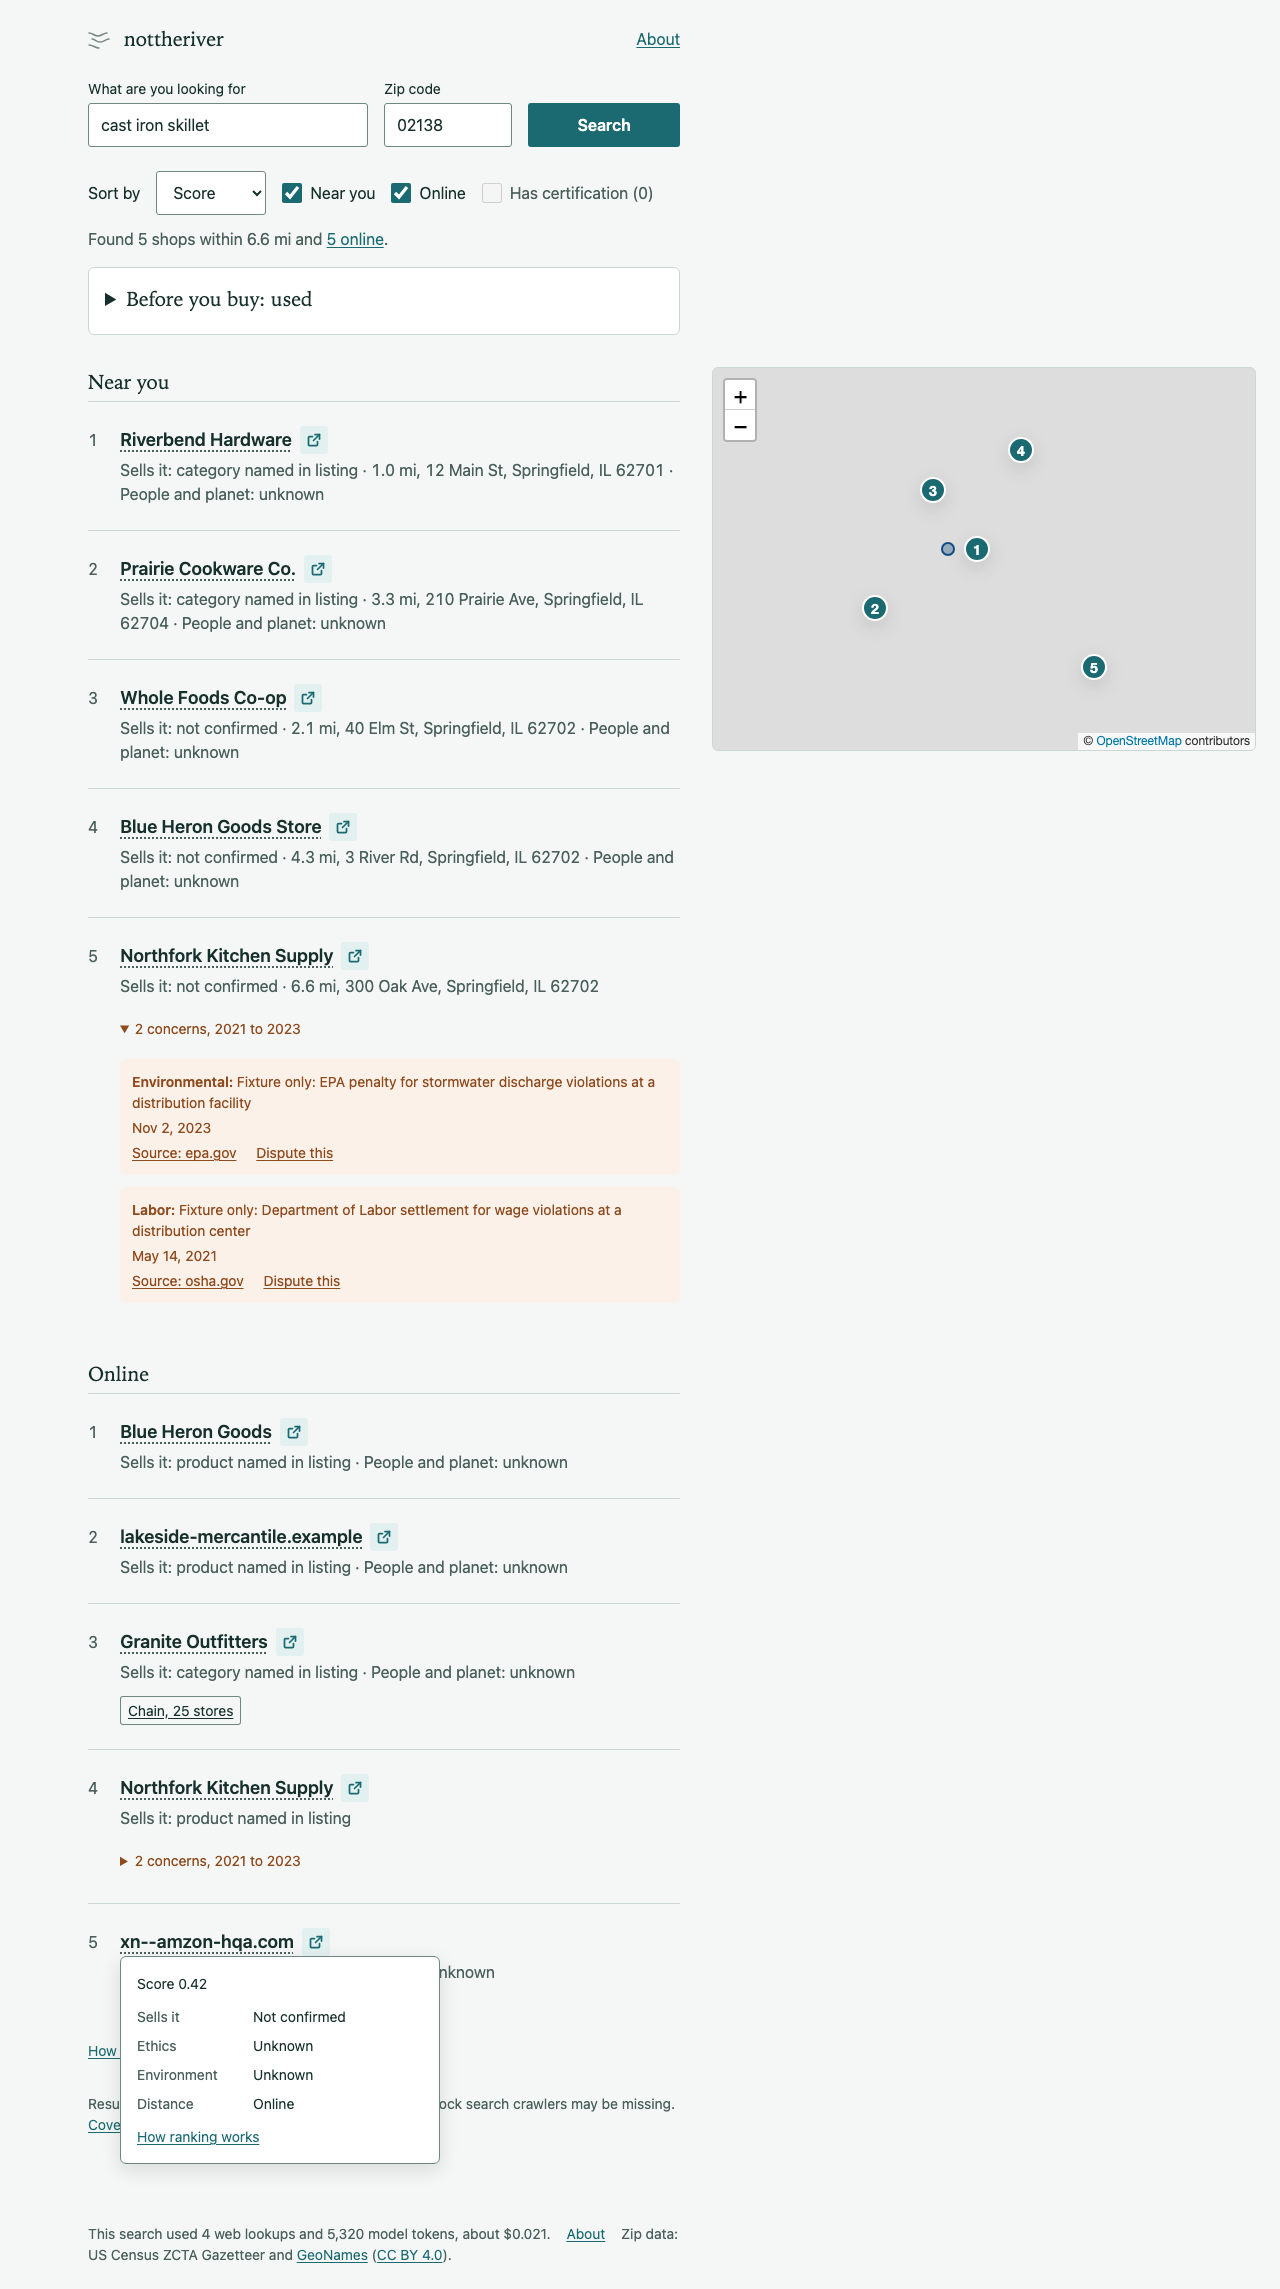 nottheriver
About
What are you looking for
Zip code
cast iron skillet
02138
Search
Sort by
Score
Near you
Online
Has certification (0)
Found 5 shops within 6.6 mi and 5 online.
Before you buy: used
Near you
1
Riverbend Hardware
Sells it: category named in listing · 1.0 mi, 12 Main St, Springfield, IL 62701 ·
People and planet: unknown
2
Prairie Cookware Co.
Sells it: category named in listing · 3.3 mi, 210 Prairie Ave, Springfield, IL
62704 · People and planet: unknown
3
Whole Foods Co-op
Sells it: not confirmed · 2.1 mi, 40 Elm St, Springfield, IL 62702 · People and
planet: unknown
4
Blue Heron Goods Store
Sells it: not confirmed · 4.3 mi, 3 River Rd, Springfield, IL 62702 · People and
planet: unknown
5
Northfork Kitchen Supply
Sells it: not confirmed · 6.6 mi, 300 Oak Ave, Springfield, IL 62702
2 concerns, 2021 to 2023
Environmental: Fixture only: EPA penalty for stormwater discharge violations at a
distribution facility
Nov 2, 2023
Source: epa.gov
Dispute this
Labor: Fixture only: Department of Labor settlement for wage violations at a
distribution center
May 14, 2021
Source: osha.gov
Dispute this
+
−
4
3
1
2
5
© OpenStreetMap contributors
Online
1
Blue Heron Goods
Sells it: product named in listing · People and planet: unknown
2
lakeside-mercantile.example
Sells it: product named in listing · People and planet: unknown
3
Granite Outfitters
Sells it: category named in listing · People and planet: unknown
Chain, 25 stores
4
Northfork Kitchen Supply
Sells it: product named in listing
2 concerns, 2021 to 2023
5
xn--amzon-hqa.com
Score 0.42
Sells it
Not confirmed
Ethics
Unknown
Environment
Unknown
Distance
Online
How ranking works
How
search crawlers may be missing.
This search used 4 web lookups and 5,320 model tokens, about $0.021.
About
Zip data:
US Census ZCTA Gazetteer and GeoNames (CC BY 4.0).